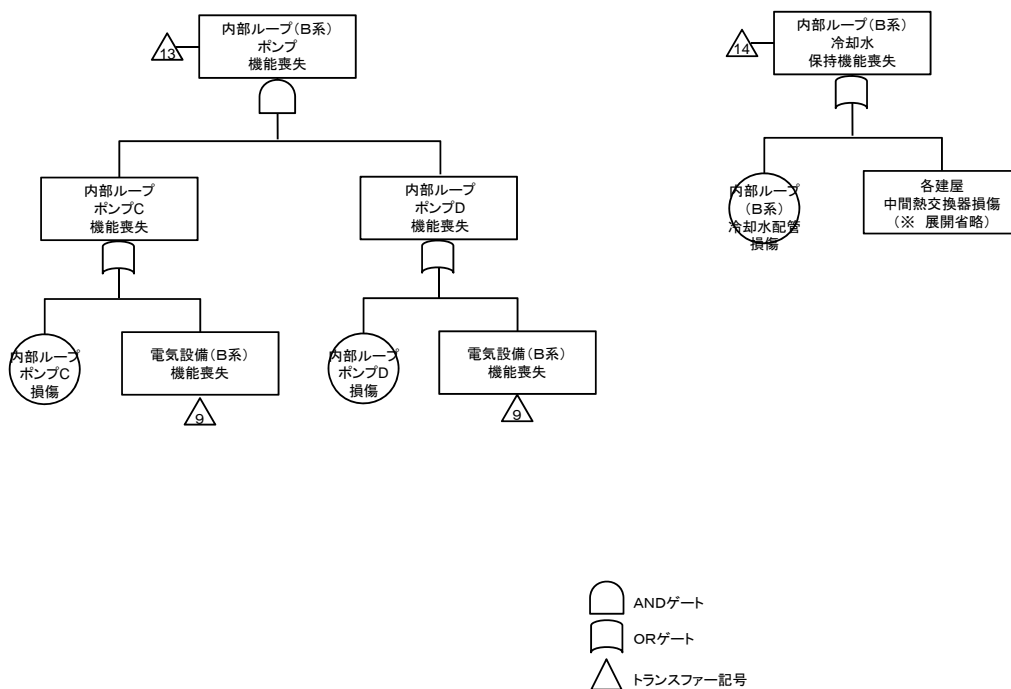 内部ループ(B系)
ポンプ
機能喪失
13
内部ループ
ポンプC
機能喪失
内部ループ
ポンプD
機能喪失
内部ループ
ポンプC
損傷
電気設備(B系)
機能喪失
9
内部ループ
ポンプD
損傷
電気設備(B系)
機能喪失
9
内部ループ(B系)
冷却水
保持機能喪失
14
内部ループ
(B系)
冷却水配管
損傷
各建屋
中間熱交換器損傷
(※ 展開省略)
ANDゲート
ORゲート
トランスファー記号